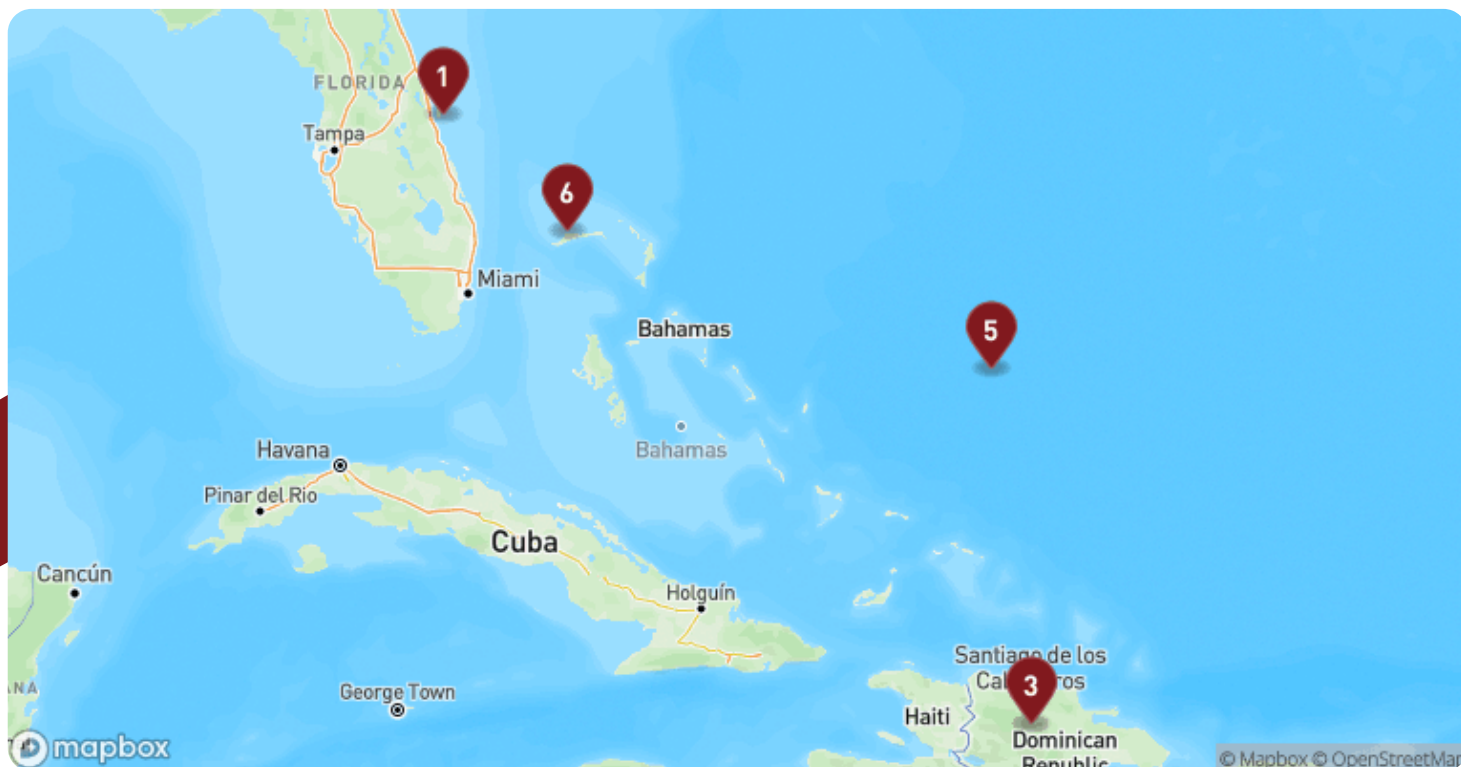 1
FLORIDA
Tampa
6
Miami
5
Bahamas
Havana
Bahamas
Pinar del Rio
Cuba
Cancún
Holguín
Santiago de los
3
George Town
Haiti
Dominican
Republic
mapbox
© Mapbox © OpenStreetMap